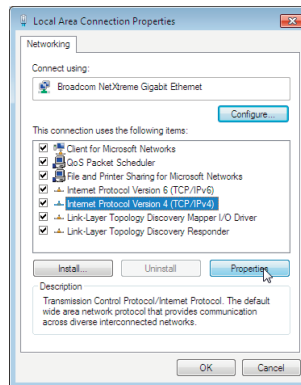 Local Area Connection Properties
Networking
Connect using:
Broadcom NetXtreme Gigabit Ethernet
Configure...
This connection uses the following items:
Client for Microsoft Networks
QoS Packet Scheduler
File and Printer Sharing for Microsoft Networks
Internet Protocol Version 6 (TCP/IPv6)
Internet Protocol Version 4 (TCP/IPv4)
Link-Layer Topology Discovery Mapper I/O Driver
Link-Layer Topology Discovery Responder
Install... Uninstall Properties
Description
Transmission Control Protocol/Internet Protocol. The default
wide area network protocol that provides communication
across diverse interconnected networks.
OK Cancel